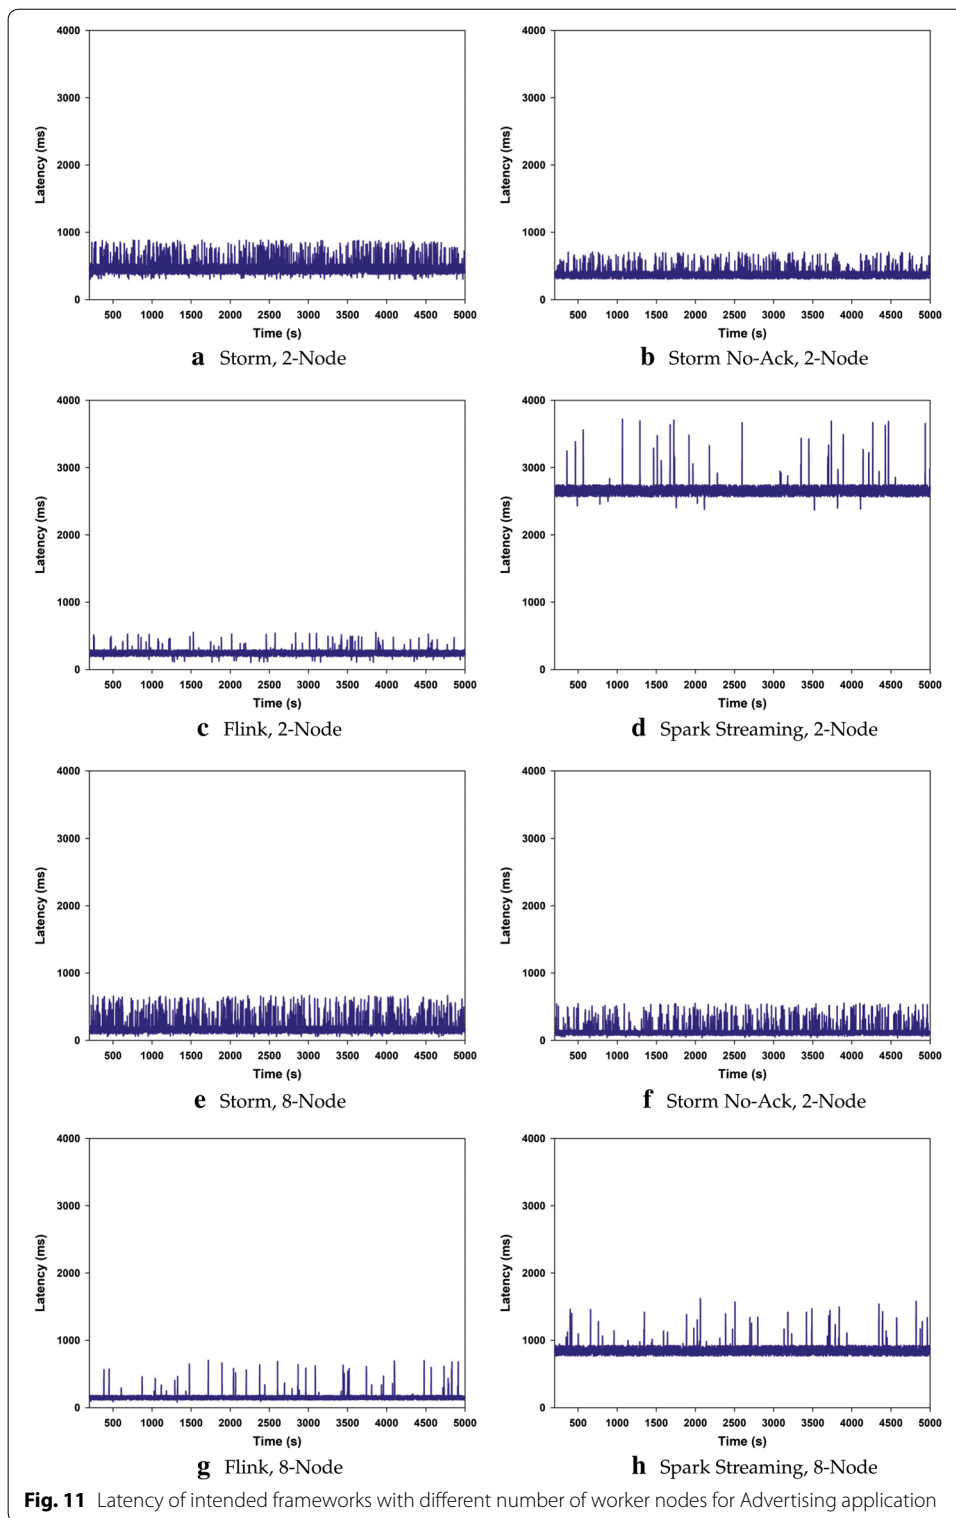 4000
3000
2000
1000
0
Latency (ms)
500 1000 1500 2000 2500 3000 3500 4000 4500 5000
Time (s)
a Storm, 2-Node
4000
3000
2000
1000
0
Latency (ms)
500 1000 1500 2000 2500 3000 3500 4000 4500 5000
Time (s)
b Storm No-Ack, 2-Node
4000
3000
2000
1000
0
Latency (ms)
500 1000 1500 2000 2500 3000 3500 4000 4500 5000
Time (s)
c Flink, 2-Node
4000
3000
2000
1000
0
Latency (ms)
500 1000 1500 2000 2500 3000 3500 4000 4500 5000
Time (s)
d Spark Streaming, 2-Node
4000
3000
2000
1000
0
Latency (ms)
500 1000 1500 2000 2500 3000 3500 4000 4500 5000
Time (s)
e Storm, 8-Node
4000
3000
2000
1000
0
Latency (ms)
500 1000 1500 2000 2500 3000 3500 4000 4500 5000
Time (s)
f Storm No-Ack, 2-Node
4000
3000
2000
1000
0
Latency (ms)
500 1000 1500 2000 2500 3000 3500 4000 4500 5000
Time (s)
g Flink, 8-Node
4000
3000
2000
1000
0
Latency (ms)
500 1000 1500 2000 2500 3000 3500 4000 4500 5000
Time (s)
h Spark Streaming, 8-Node
Fig. 11 Latency of intended frameworks with different number of worker nodes for Advertising application